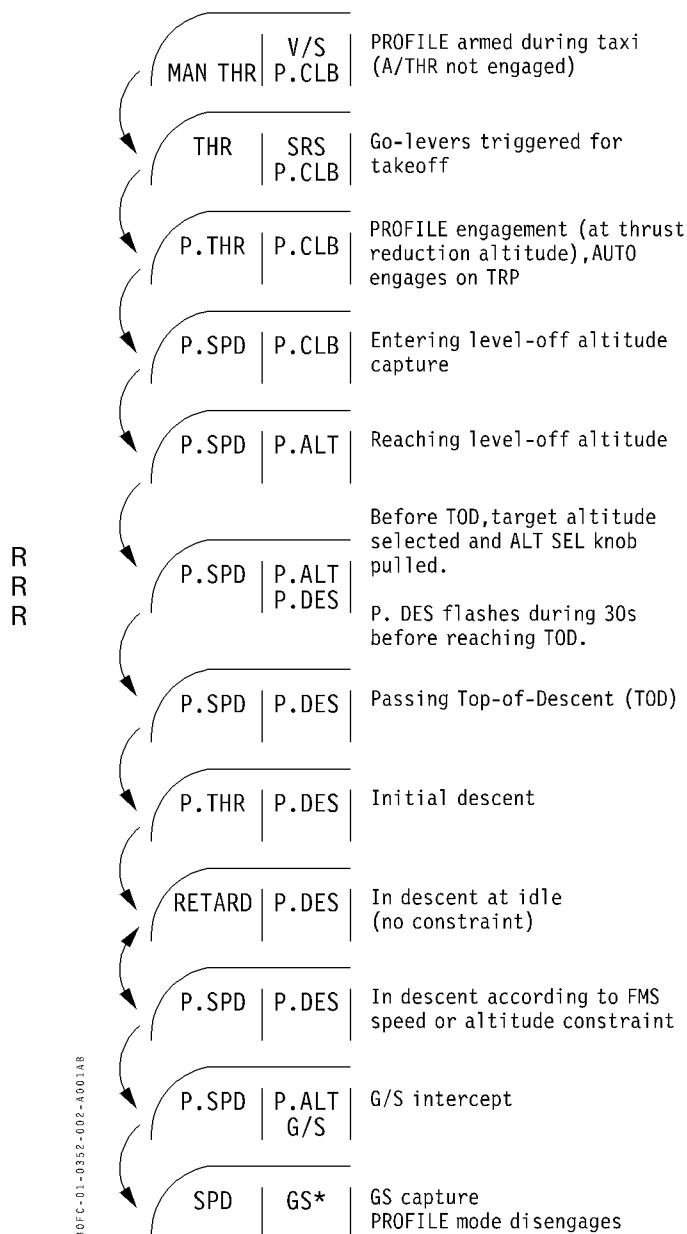 V/S PROFILE armed during taxi
MAN THR P.CLB (A/THR not engaged)
THR SRS Go-levers triggered for
P.CLB takeoff
PROFILE engagement (at thrust
P.THR P.CLB reduction altitude),AUTO
engages on TRP
P.SPD P.CLB Entering level-off altitude
capture
P.SPD P.ALT Reaching level-off altitude
Before TOD,target altitude
R P.SPD P.ALT selected and ALT SEL knob
R P.DES pulled.
R P. DES flashes during 30s
before reaching TOD.
P.SPD P.DES Passing Top-of-Descent (TOD)
P.THR P.DES Initial descent
RETARD P.DES In descent at idle
(no constraint)
P.SPD P.DES In descent according to FMS
speed or altitude constraint
P.SPD P.ALT G/S intercept
G/S
SPD GS* GS capture
PROFILE mode disengages
0FC-01-0352-002-A001AB